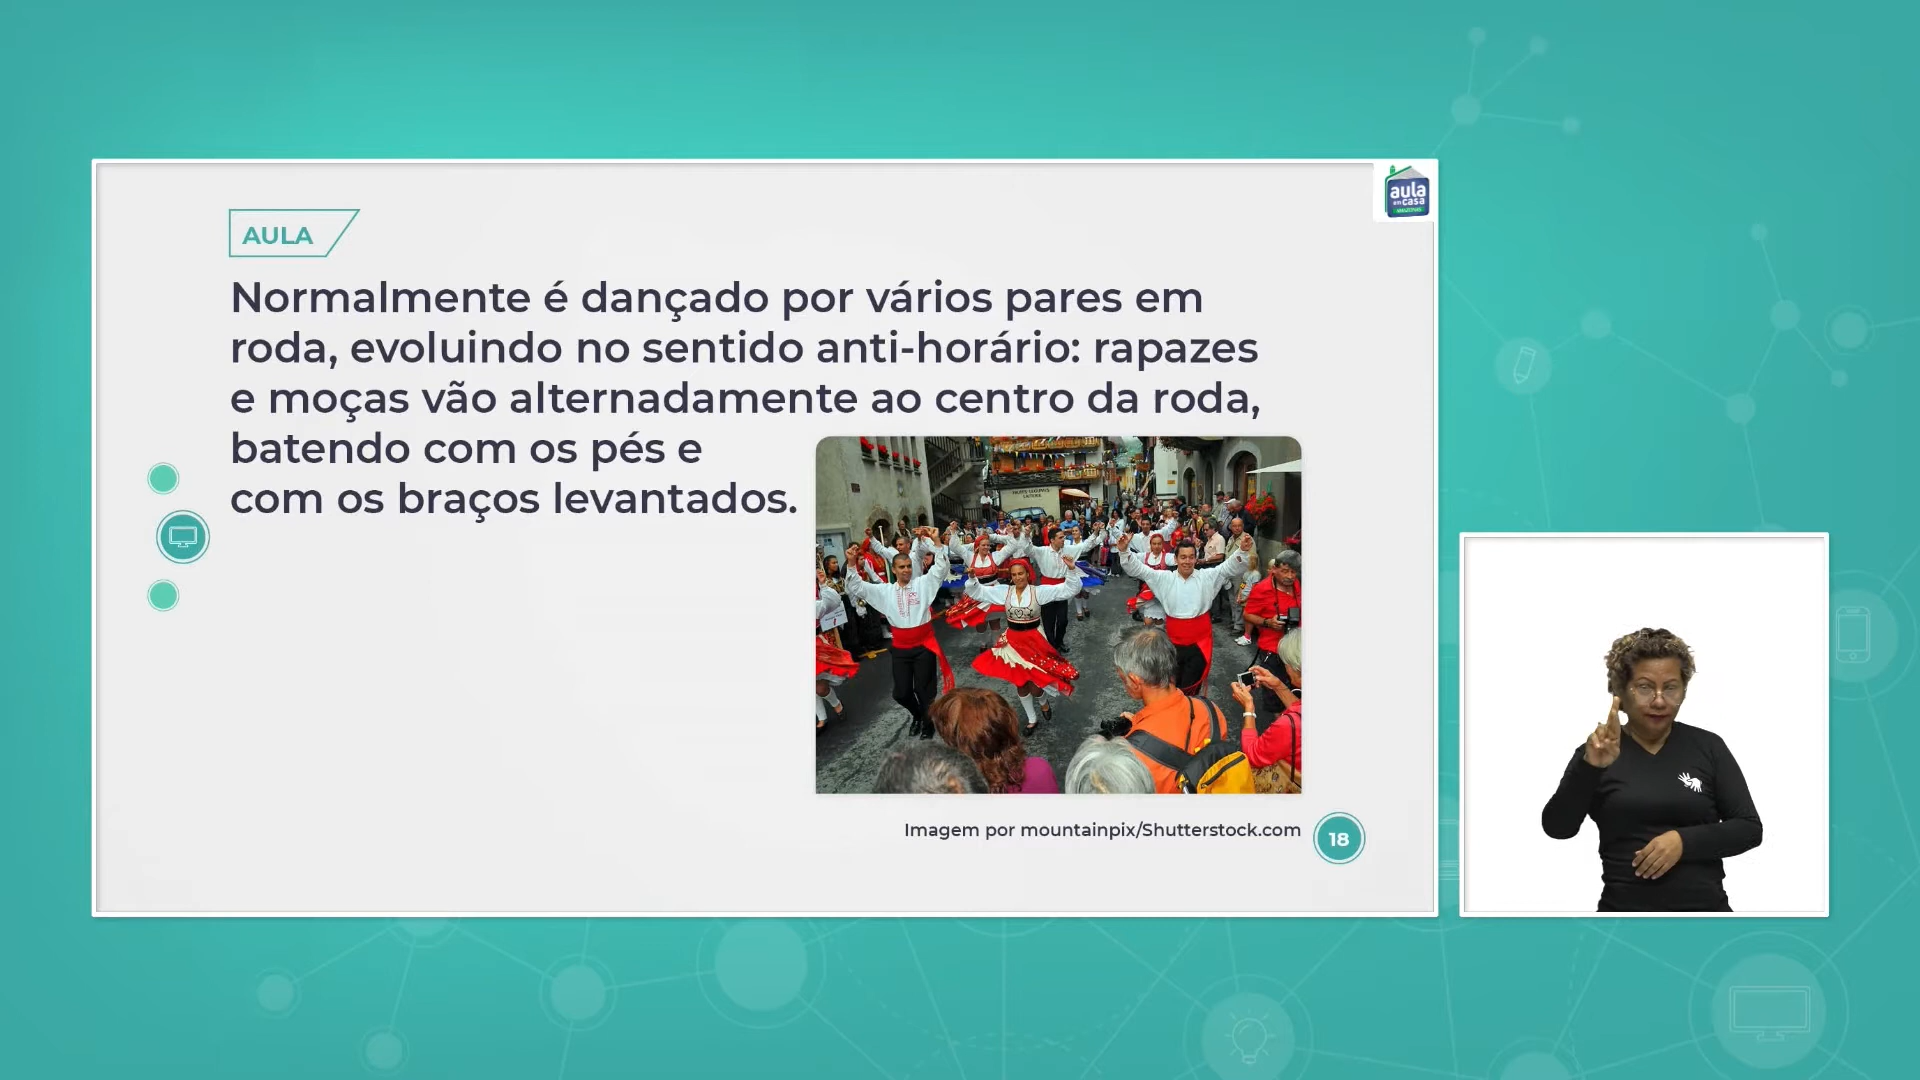 aula
em casa
AULA
Normalmente é dançado por vários pares em
roda, evoluindo no sentido anti-horário: rapazes
e moças vão alternadamente ao centro da roda,
batendo com os pés e
com os braços levantados.
Imagem por mountainpix/Shutterstock.com
18